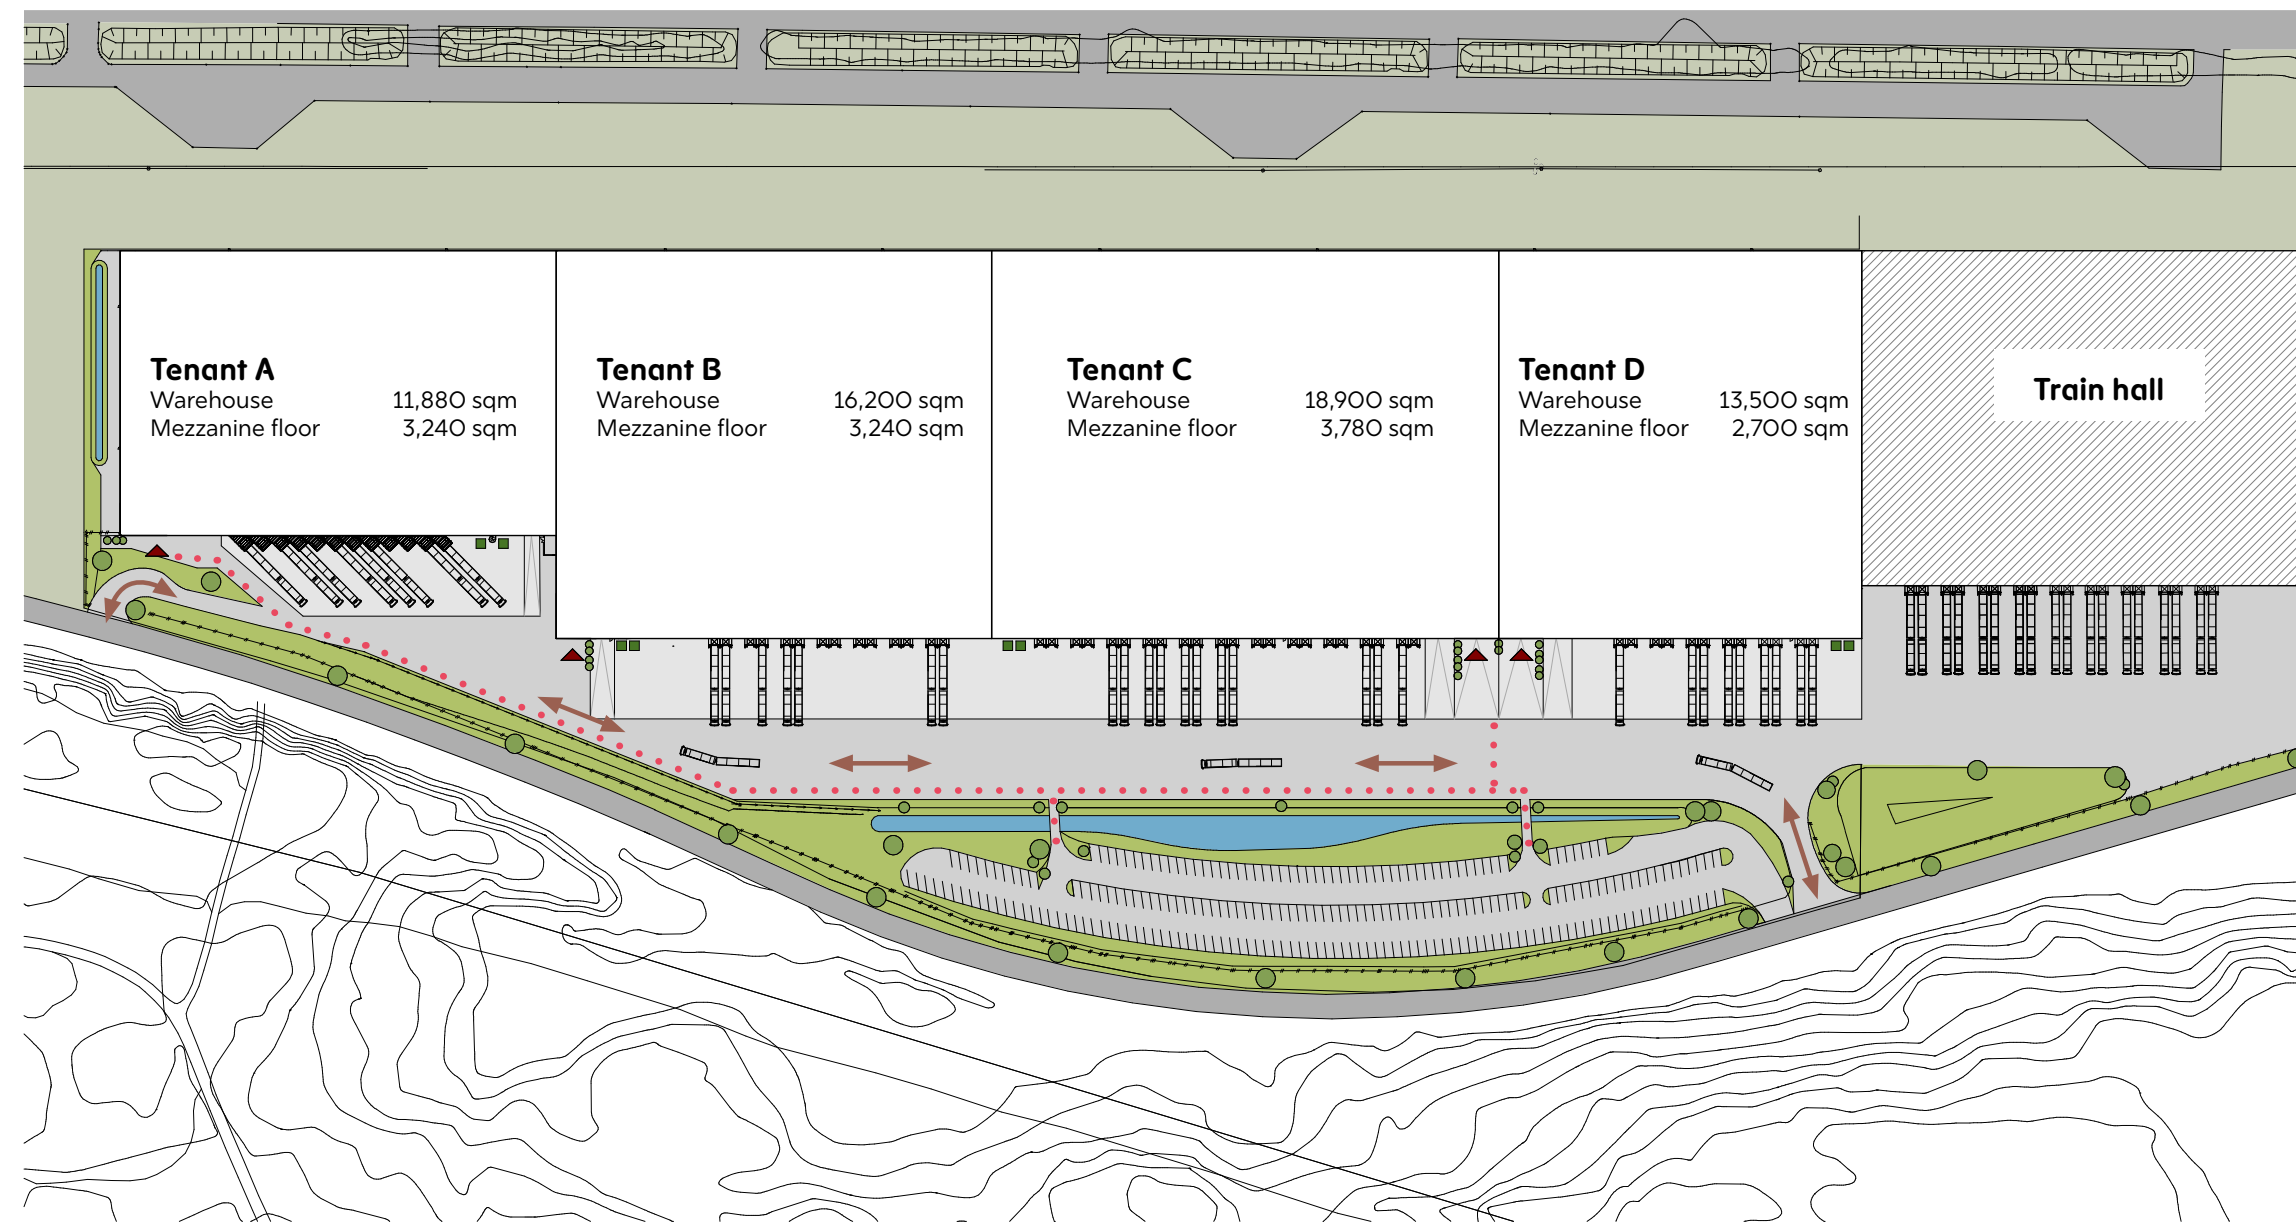 Tenant A
Warehouse 11,880 sqm
Mezzanine floor 3,240 sqm
Tenant B
Warehouse 16,200 sqm
Mezzanine floor 3,240 sqm
Tenant C
Warehouse 18,900 sqm
Mezzanine floor 3,780 sqm
Tenant D
Warehouse 13,500 sqm
Mezzanine floor 2,700 sqm
Train hall